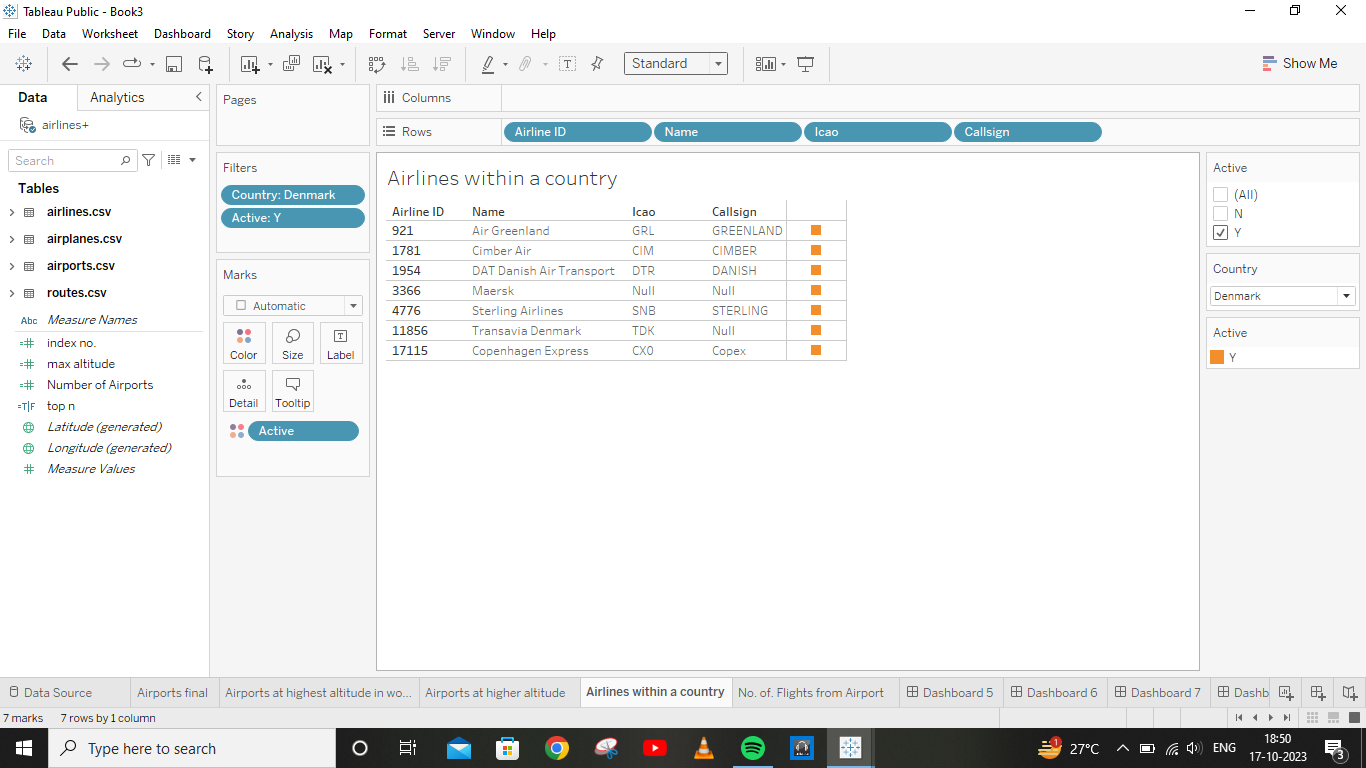 Tableau Public - Book3
File Data Worksheet Dashboard Story Analysis Map Format Server Window Help
Standard
Show Me
Data Analytics
airlines+
Search
Tables
airlines.csv
airplanes.csv
airports.csv
routes.csv
Abc Measure Names
index no.
max altitude
Number of Airports
T|F top n
Latitude (generated)
Longitude (generated)
Measure Values
Pages
Filters
Country: Denmark
Active: Y
Marks
Automatic
Color Size Label
Detail Tooltip
Active
Columns
Rows Airline ID Name Icao Callsign
Airlines within a country
Airline ID Name Icao Callsign
921 Air Greenland GRL GREENLAND
1781 Cimber Air CIM CIMBER
1954 DAT Danish Air Transport DTR DANISH
3366 Maersk Null Null
4776 Sterling Airlines SNB STERLING
11856 Transavia Denmark TDK Null
17115 Copenhagen Express CX0 Copex
Active
(All)
N
Y
Country
Denmark
Active
Y
Data Source Airports final Airports at highest altitude in wo... Airports at higher altitude Airlines within a country No. of. Flights from Airport Dashboard 5 Dashboard 6 Dashboard 7 Dashb
7 marks 7 rows by 1 column
Type here to search
1 27°C ENG 18:50
17-10-2023 3